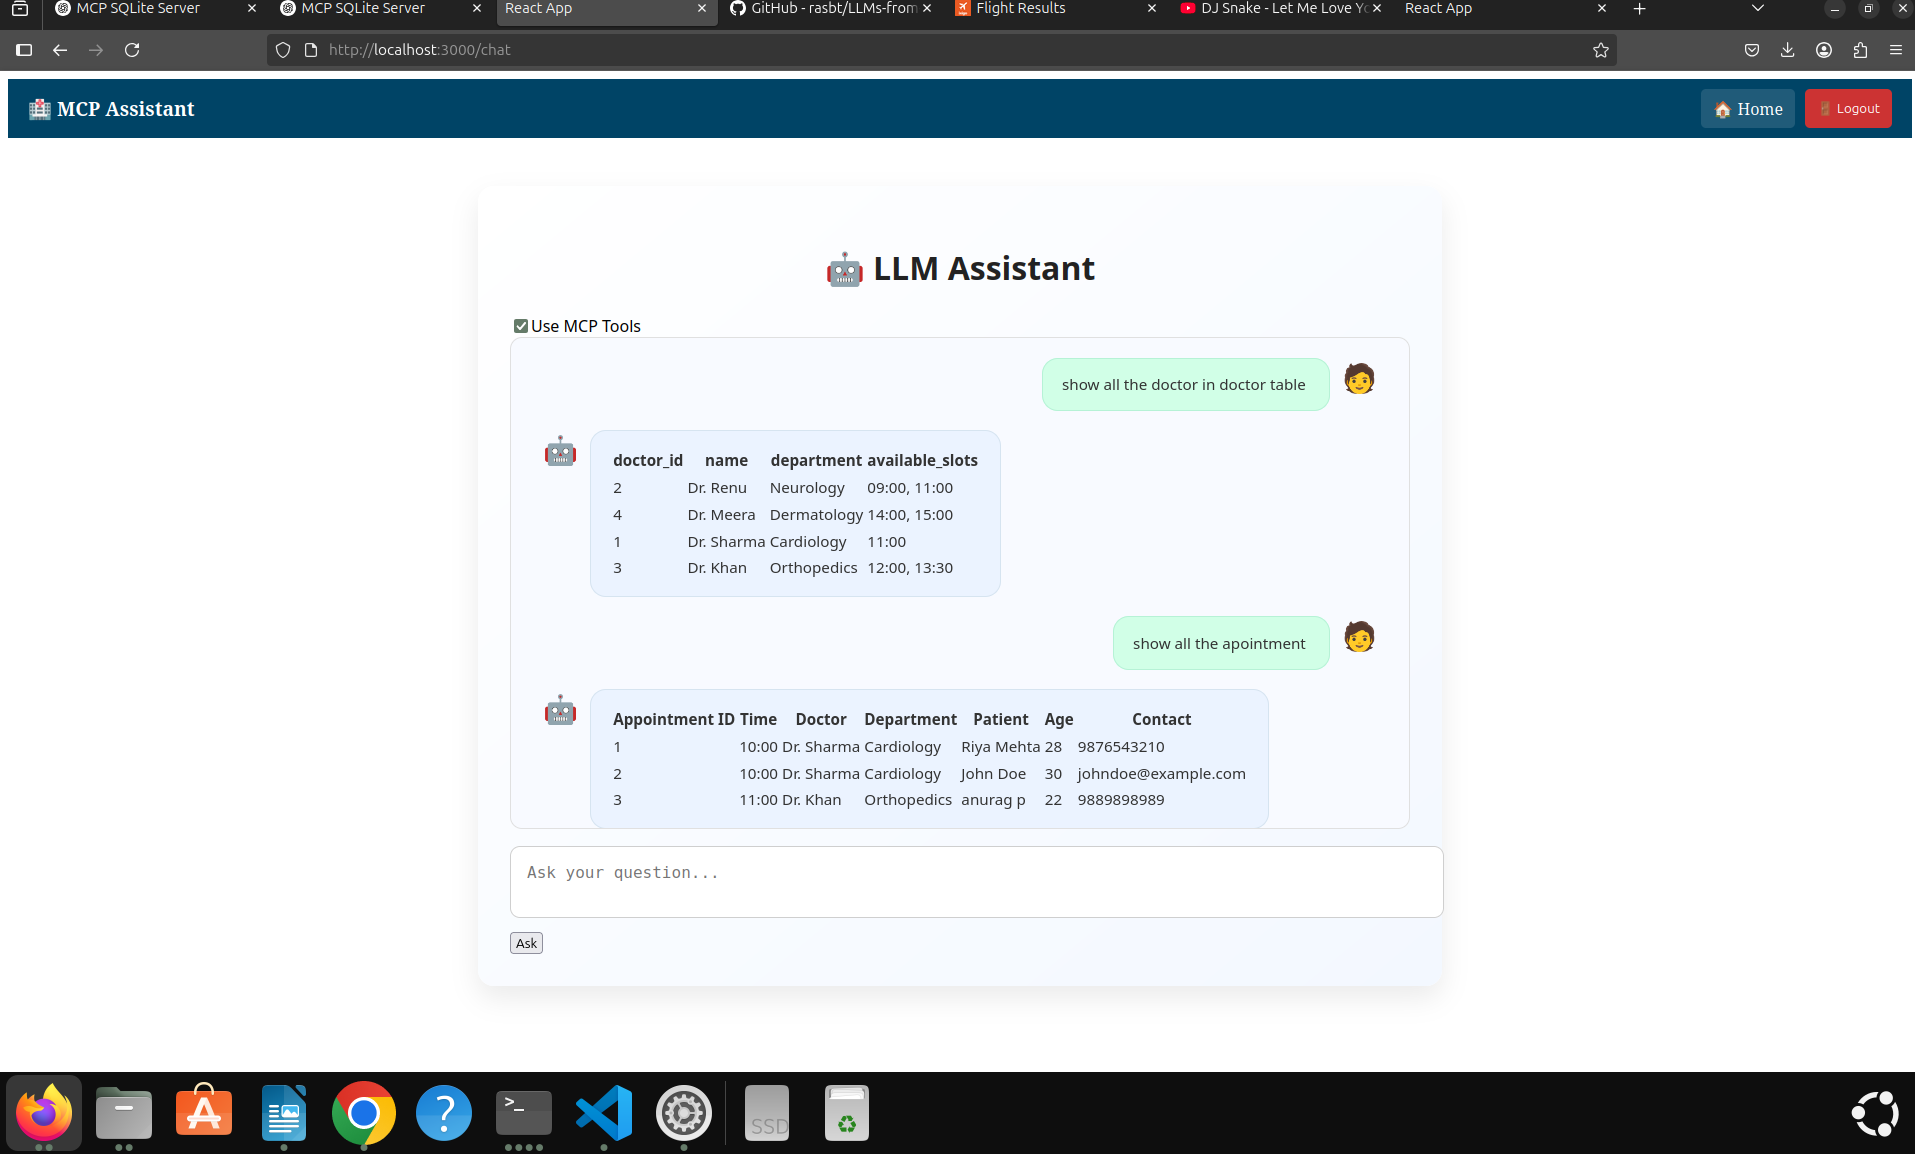 MCP SQLite Server
MCP SQLite Server
React App
GitHub - rasbt/LLMs-from
Flight Results
DJ Snake - Let Me Love Yo
React App
http://localhost:3000/chat
MCP Assistant
Home
Logout
LLM Assistant
Use MCP Tools
show all the doctor in doctor table
doctor_id name department available_slots
2 Dr. Renu Neurology 09:00, 11:00
4 Dr. Meera Dermatology 14:00, 15:00
1 Dr. Sharma Cardiology 11:00
3 Dr. Khan Orthopedics 12:00, 13:30
show all the apointment
Appointment ID Time Doctor Department Patient Age Contact
1 10:00 Dr. Sharma Cardiology Riya Mehta 28 9876543210
2 10:00 Dr. Sharma Cardiology John Doe 30 johndoe@example.com
3 11:00 Dr. Khan Orthopedics anurag p 22 9889898989
Ask your question...
Ask
SSD